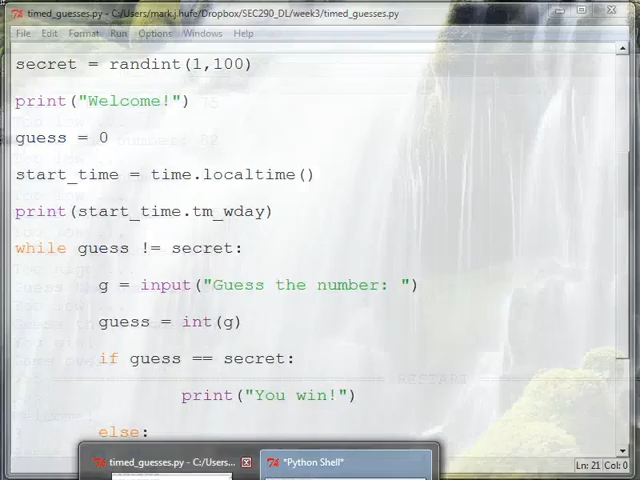 timed_guesses.py - C:/Users/mark.j.hufe/Dropbox/SEC290_DL/week3/timed_guesses.py
File Edit Format Run Options Windows Help
secret = randint(1,100)
print("Welcome!")
guess = 0
start_time = time.localtime()
print(start_time.tm_wday)
while guess != secret:
g = input("Guess the number: ")
guess = int(g)
if guess == secret:
============ RESTART
print("You win!")
else:
timed_guesses.py - C:/Users... *Python Shell*
Ln: 21 Col: 0